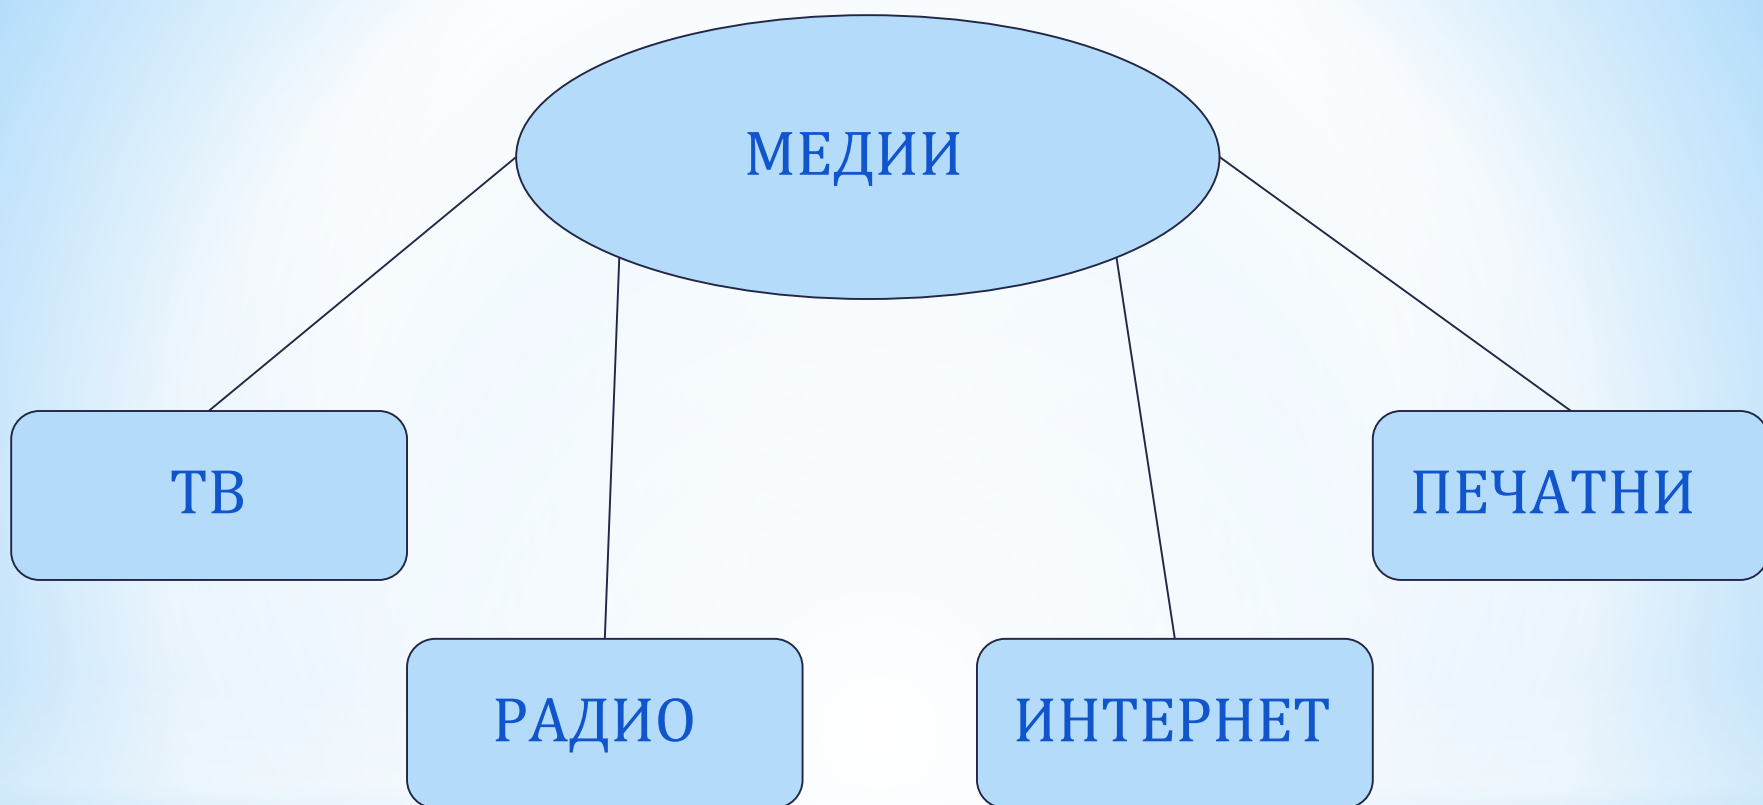 МЕДИИ
ТВ
ПЕЧАТНИ
РАДИО
ИНТЕРНЕТ